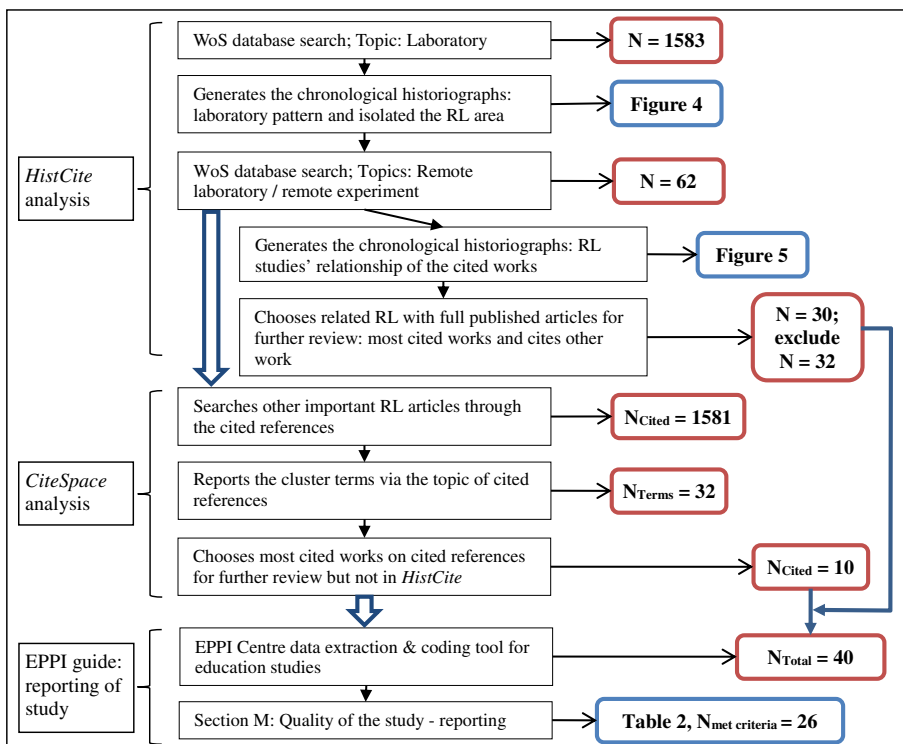 WoS database search; Topic: Laboratory
N = 1583
Generates the chronological historiographs:
laboratory pattern and isolated the RL area
Figure 4
HistCite
analysis
WoS database search; Topics: Remote
laboratory / remote experiment
N = 62
Generates the chronological historiographs: RL
studies' relationship of the cited works
Figure 5
Chooses related RL with full published articles for
further review: most cited works and cites other
work
N = 30;
exclude
N = 32
Searches other important RL articles through
the cited references
NCited = 1581
CiteSpace
analysis
Reports the cluster terms via the topic of cited
references
NTerms = 32
Chooses most cited works on cited references
for further review but not in HistCite
NCited = 10
EPPI guide:
reporting of
study
EPPI Centre data extraction & coding tool for
education studies
NTotal = 40
Section M: Quality of the study - reporting
Table 2, Nmet criteria = 26